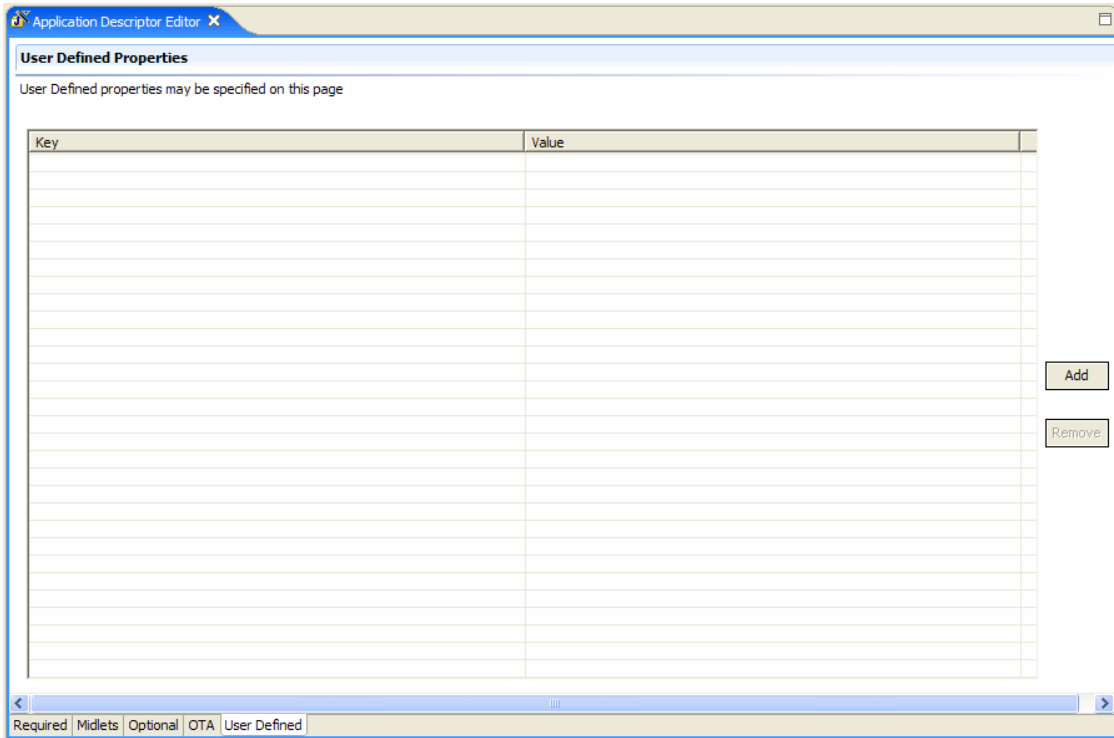 Application Descriptor Editor
User Defined Properties
User Defined properties may be specified on this page
Key Value
Add
Remove
Required Midlets Optional OTA User Defined